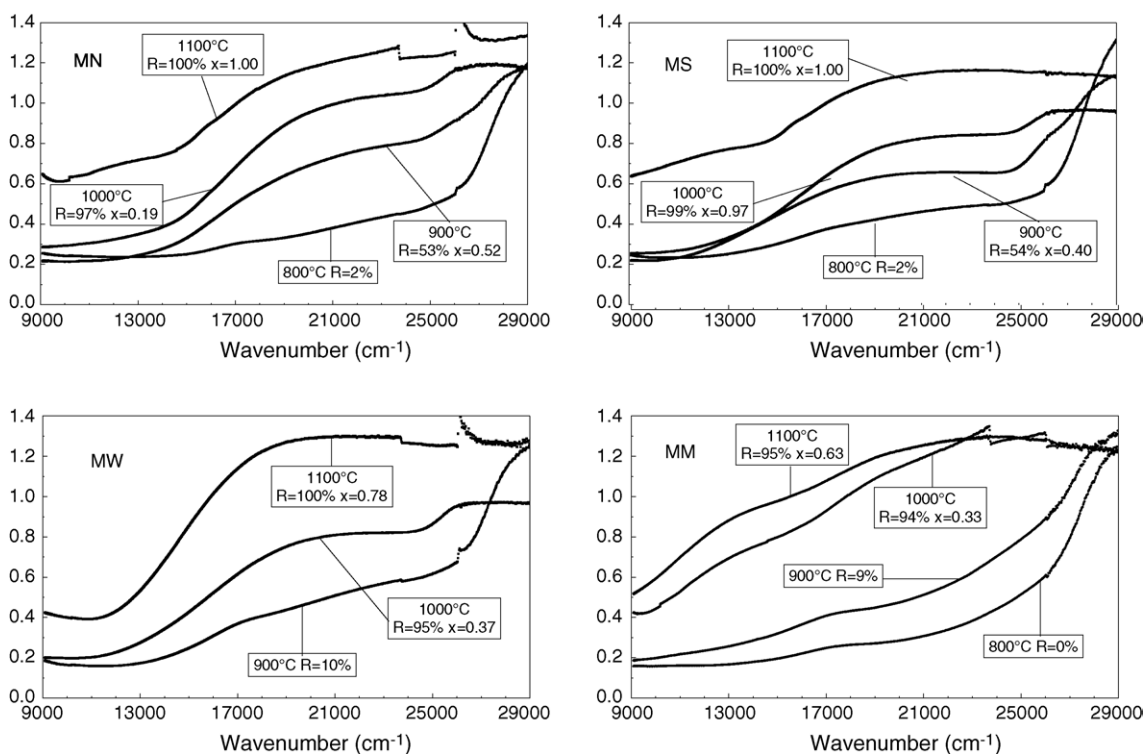 1.4
1.2
1.0
0.8
0.6
0.4
0.2
0.0
MN
1100°C
R=100% x=1.00
1000°C
R=97% x=0.19
900°C
R=53% x=0.52
800°C R=2%
9000 13000 17000 21000 25000 29000
Wavenumber (cm-1)
1.4
1.2
1.0
0.8
0.6
0.4
0.2
0.0
1100°C
R=100% x=1.00
MS
1000°C
R=99% x=0.97
900°C
R=54% x=0.40
800°C R=2%
9000 13000 17000 21000 25000 29000
Wavenumber (cm-1)
1.4
1.2
1.0
0.8
0.6
0.4
0.2
0.0
MW
1100°C
R=100% x=0.78
1000°C
R=95% x=0.37
900°C R=10%
9000 13000 17000 21000 25000 29000
Wavenumber (cm-1)
1.4
1.2
1.0
0.8
0.6
0.4
0.2
0.0
MM
1100°C
R=95% x=0.63
1000°C
R=94% x=0.33
900°C R=9%
800°C R=0%
9000 13000 17000 21000 25000 29000
Wavenumber (cm-1)